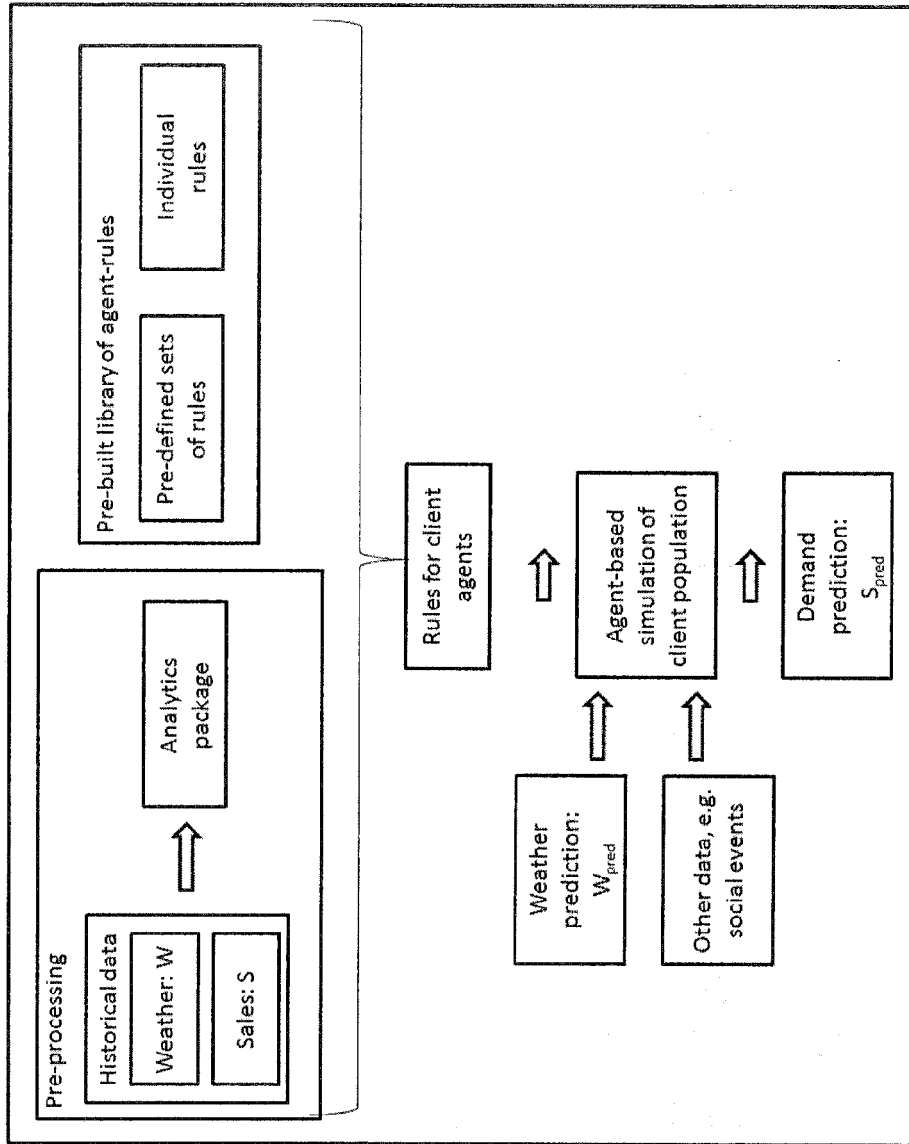 Pre-processing
Historical data
Weather: W
Sales: S
Analytics
package
Pre-built library of agent-rules
Pre-defined sets
of rules
Individual
rules
Rules for client
agents
Weather
prediction:
W_pred
Other data, e.g.
social events
Agent-based
simulation of
client population
Demand
prediction:
S_pred